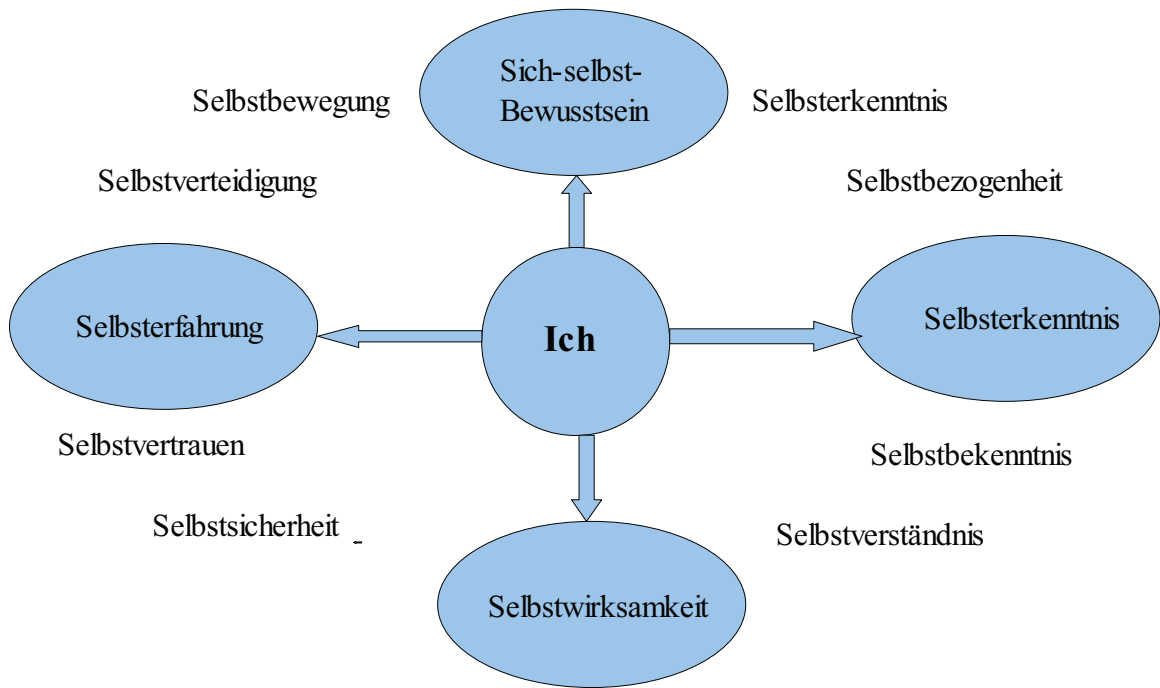 Sich-selbst-
Bewusstsein
Selbstbewegung
Selbsterkenntnis
Selbstverteidigung
Selbstbezogenheit
Selbsterfahrung
Ich
Selbsterkenntnis
Selbstvertrauen
Selbstbekenntnis
Selbstsicherheit _
Selbstverständnis
Selbstwirksamkeit